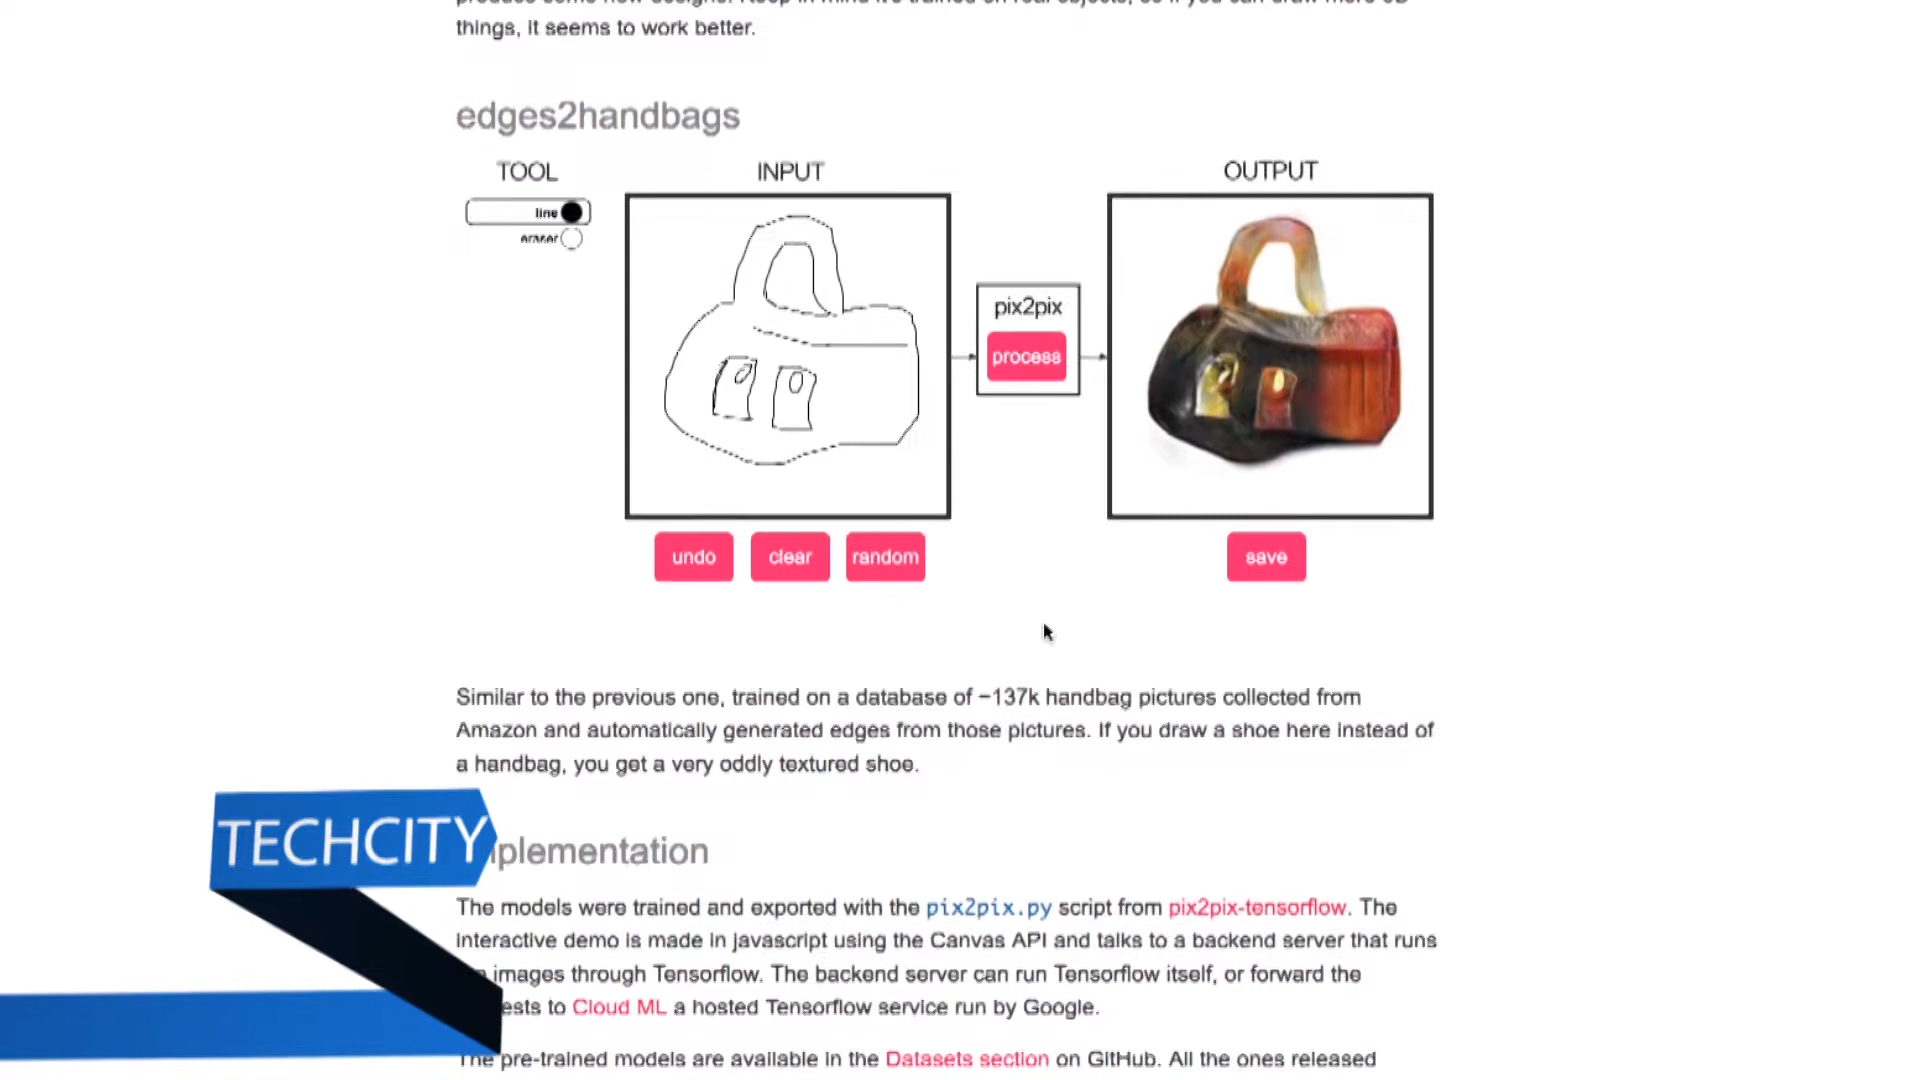 things, it seems to work better.
edges2handbags
TOOL
INPUT
OUTPUT
line
eraser
pix2pix
process
undo
clear
random
save
Similar to the previous one, trained on a database of ~137k handbag pictures collected from
Amazon and automatically generated edges from those pictures. If you draw a shoe here instead of
a handbag, you get a very oddly textured shoe.
TECHCITY
plementation
The models were trained and exported with the pix2pix.py script from pix2pix-tensorflow. The
interactive demo is made in javascript using the Canvas API and talks to a backend server that runs
images through Tensorflow. The backend server can run Tensorflow itself, or forward the
ests to Cloud ML a hosted Tensorflow service run by Google.
The pre-trained models are available in the Datasets section on GitHub. All the ones released